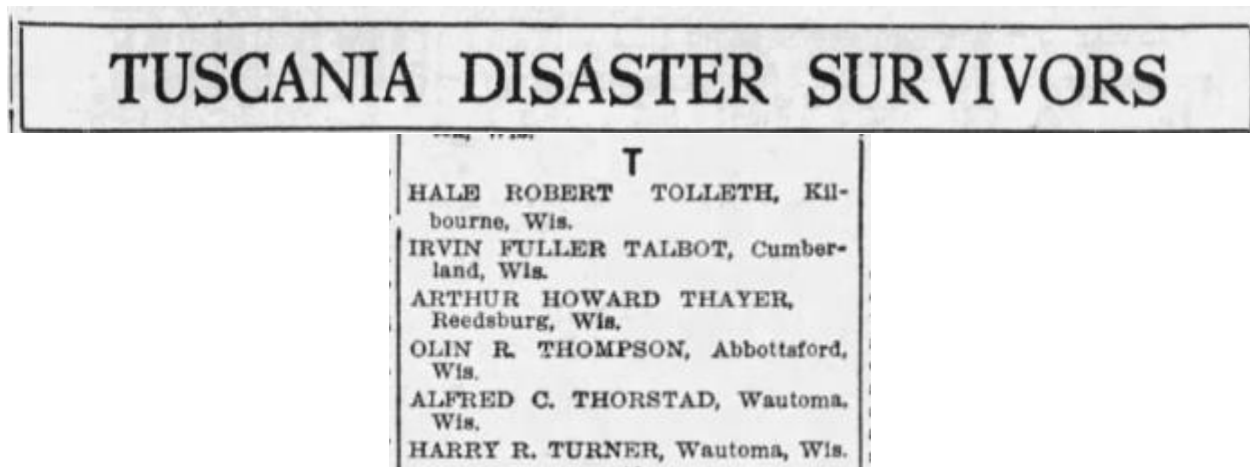 TUSCANIA DISASTER SURVIVORS
T
HALE ROBERT TOLLETH, Kil-
bourne, Wis.
IRVIN FULLER TALBOT, Cumber-
land, Wis.
ARTHUR HOWARD THAYER,
Reedsburg, Wis.
OLIN R. THOMPSON, Abbottsford,
Wis.
ALFRED C. THORSTAD, Wautoma,
Wis.
HARRY R. TURNER, Wautoma, Wis.